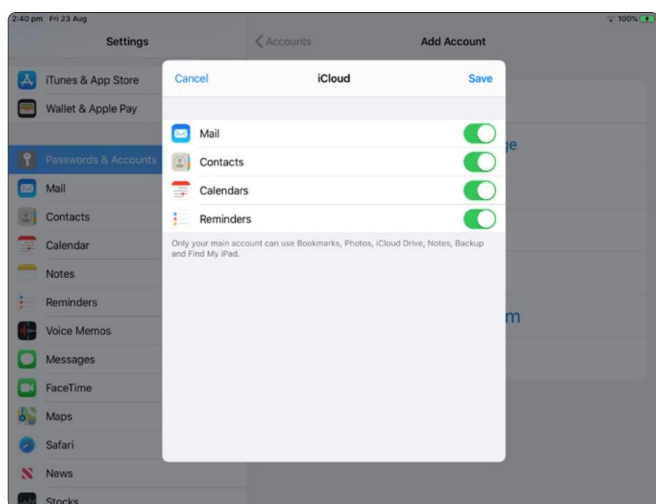 2:40 pm Fri 23 Aug
100%
Settings
Accounts
Add Account
iTunes & App Store
Wallet & Apple Pay
Passwords & Accounts
Mail
Contacts
Calendar
Notes
Reminders
Voice Memos
Messages
FaceTime
Maps
Safari
News
Stocks
Cancel
iCloud
Save
Mail
Contacts
Calendars
Reminders
Only your main account can use Bookmarks, Photos, iCloud Drive, Notes, Backup
and Find My iPad.
ge
m